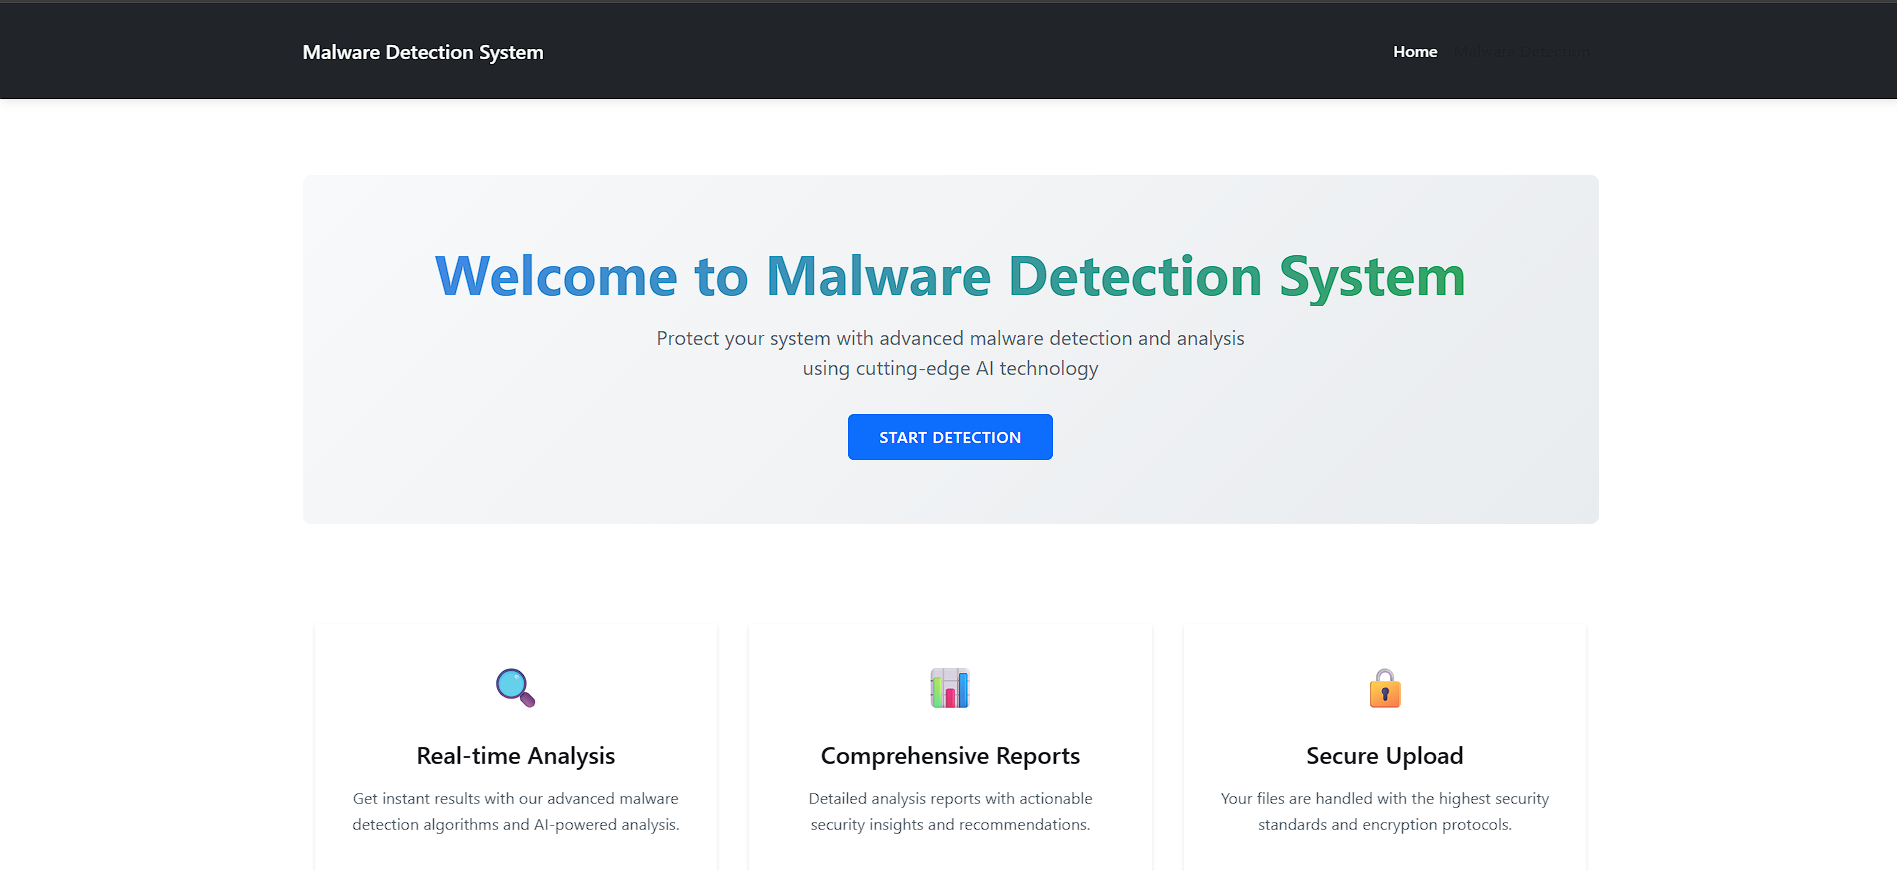 Malware Detection System
Home Malware Detection
Welcome to Malware Detection System
Protect your system with advanced malware detection and analysis
using cutting-edge AI technology
START DETECTION
Real-time Analysis
Get instant results with our advanced malware
detection algorithms and AI-powered analysis.
Comprehensive Reports
Detailed analysis reports with actionable
security insights and recommendations.
Secure Upload
Your files are handled with the highest security
standards and encryption protocols.